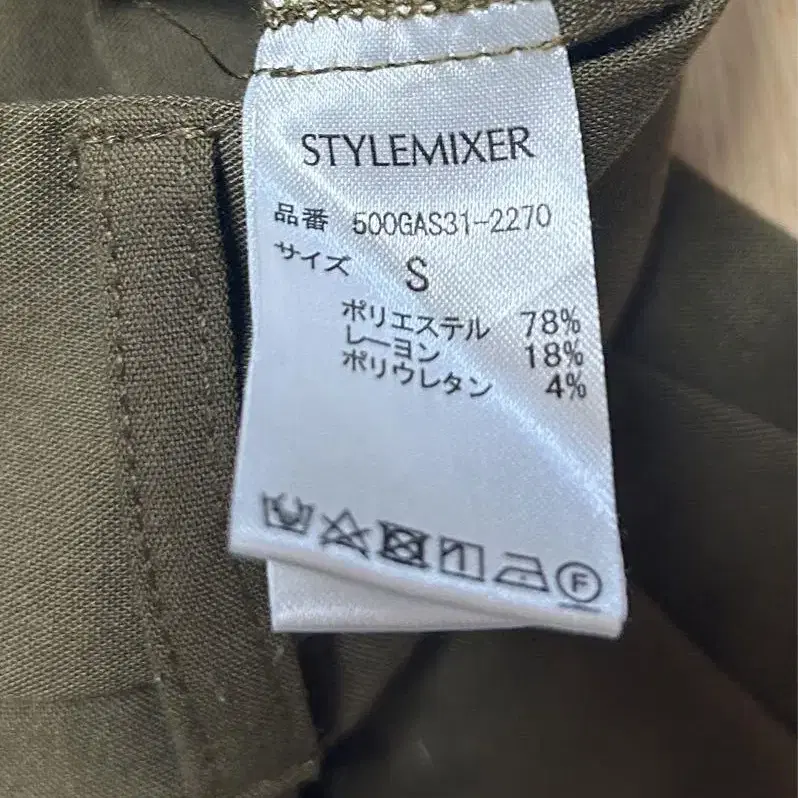 STYLEMIXER
品番 500GAS31-2270
サイズ S
ポリエステル 78%
レーヨン 18%
ポリウレタン 4%
F